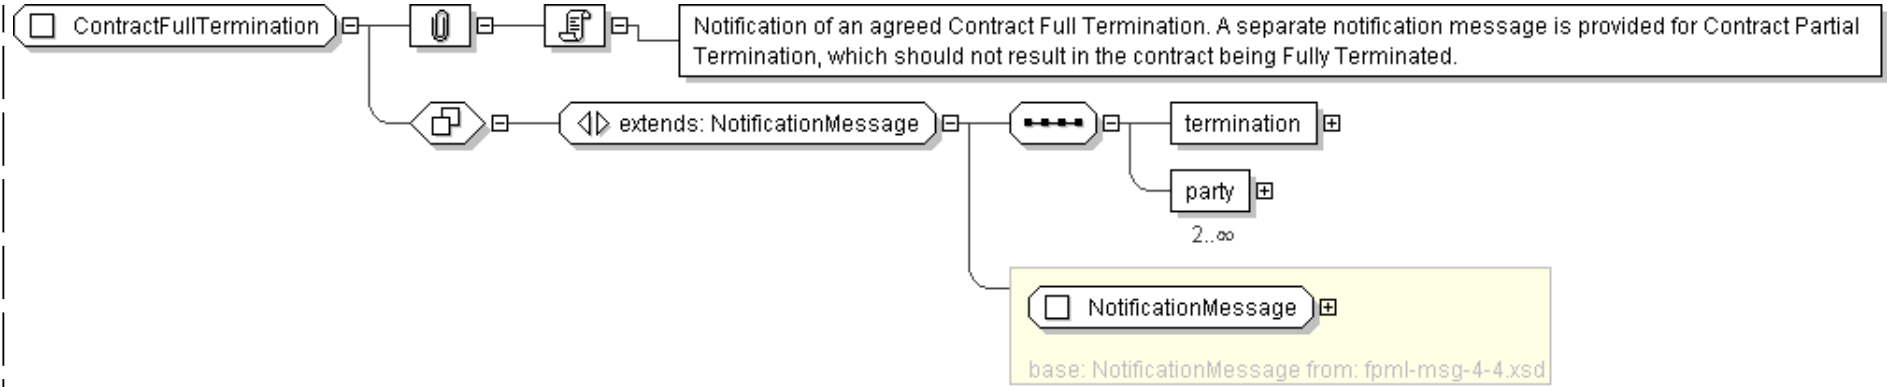 ContractFullTermination
Notification of an agreed Contract Full Termination. A separate notification message is provided for Contract Partial
Termination, which should not result in the contract being Fully Terminated.
extends: NotificationMessage
termination
party
2..∞
NotificationMessage
base: NotificationMessage from: fpml-msg-4-4.xsd